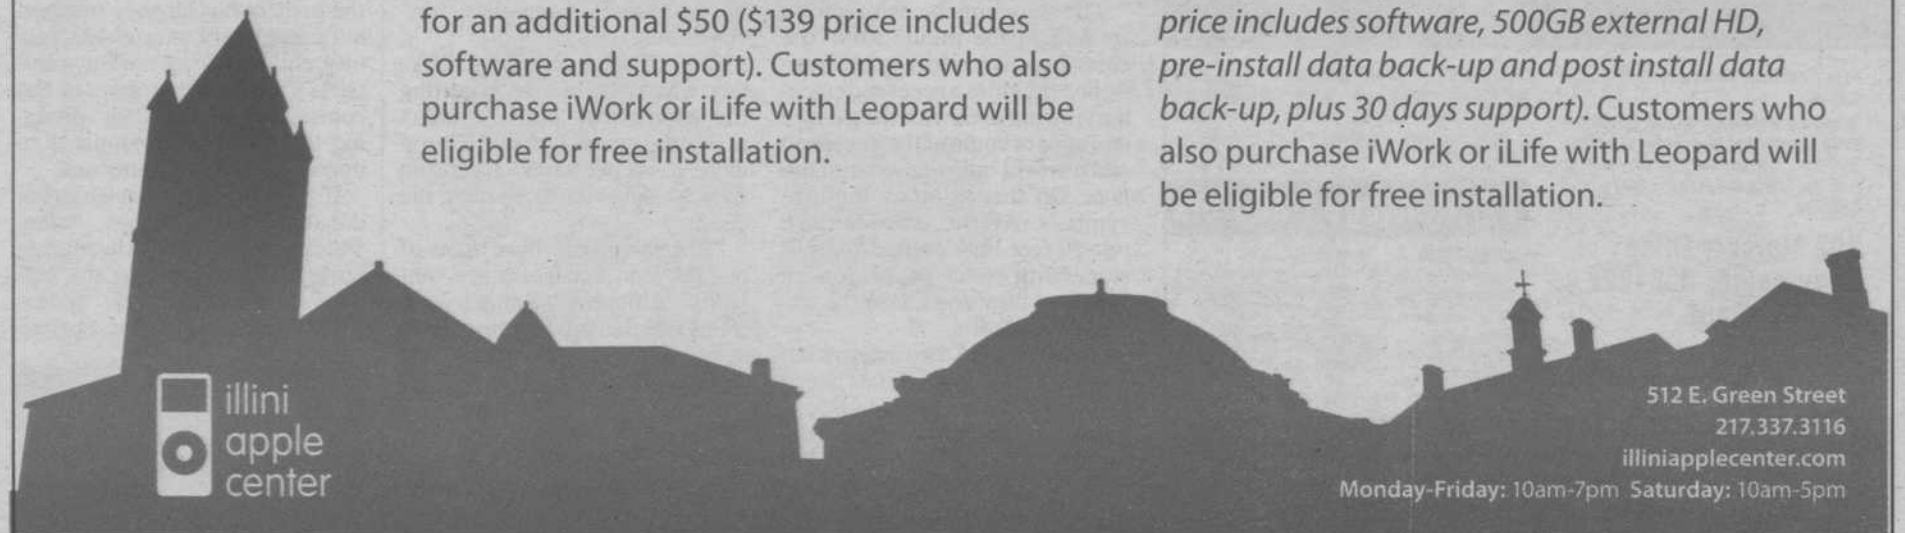 for an additional $50 ($139 price includes
software and support). Customers who also
purchase iWork or iLife with Leopard will be
eligible for free installation.
price includes software, 500GB external HD,
pre-install data back-up and post install data
back-up, plus 30 days support). Customers who
also purchase iWork or iLife with Leopard will
be eligible for free installation.
illini
apple
center
512 E. Green Street
217.337.3116
illiniapplecenter.com
Monday-Friday: 10am-7pm Saturday: 10am-5pm